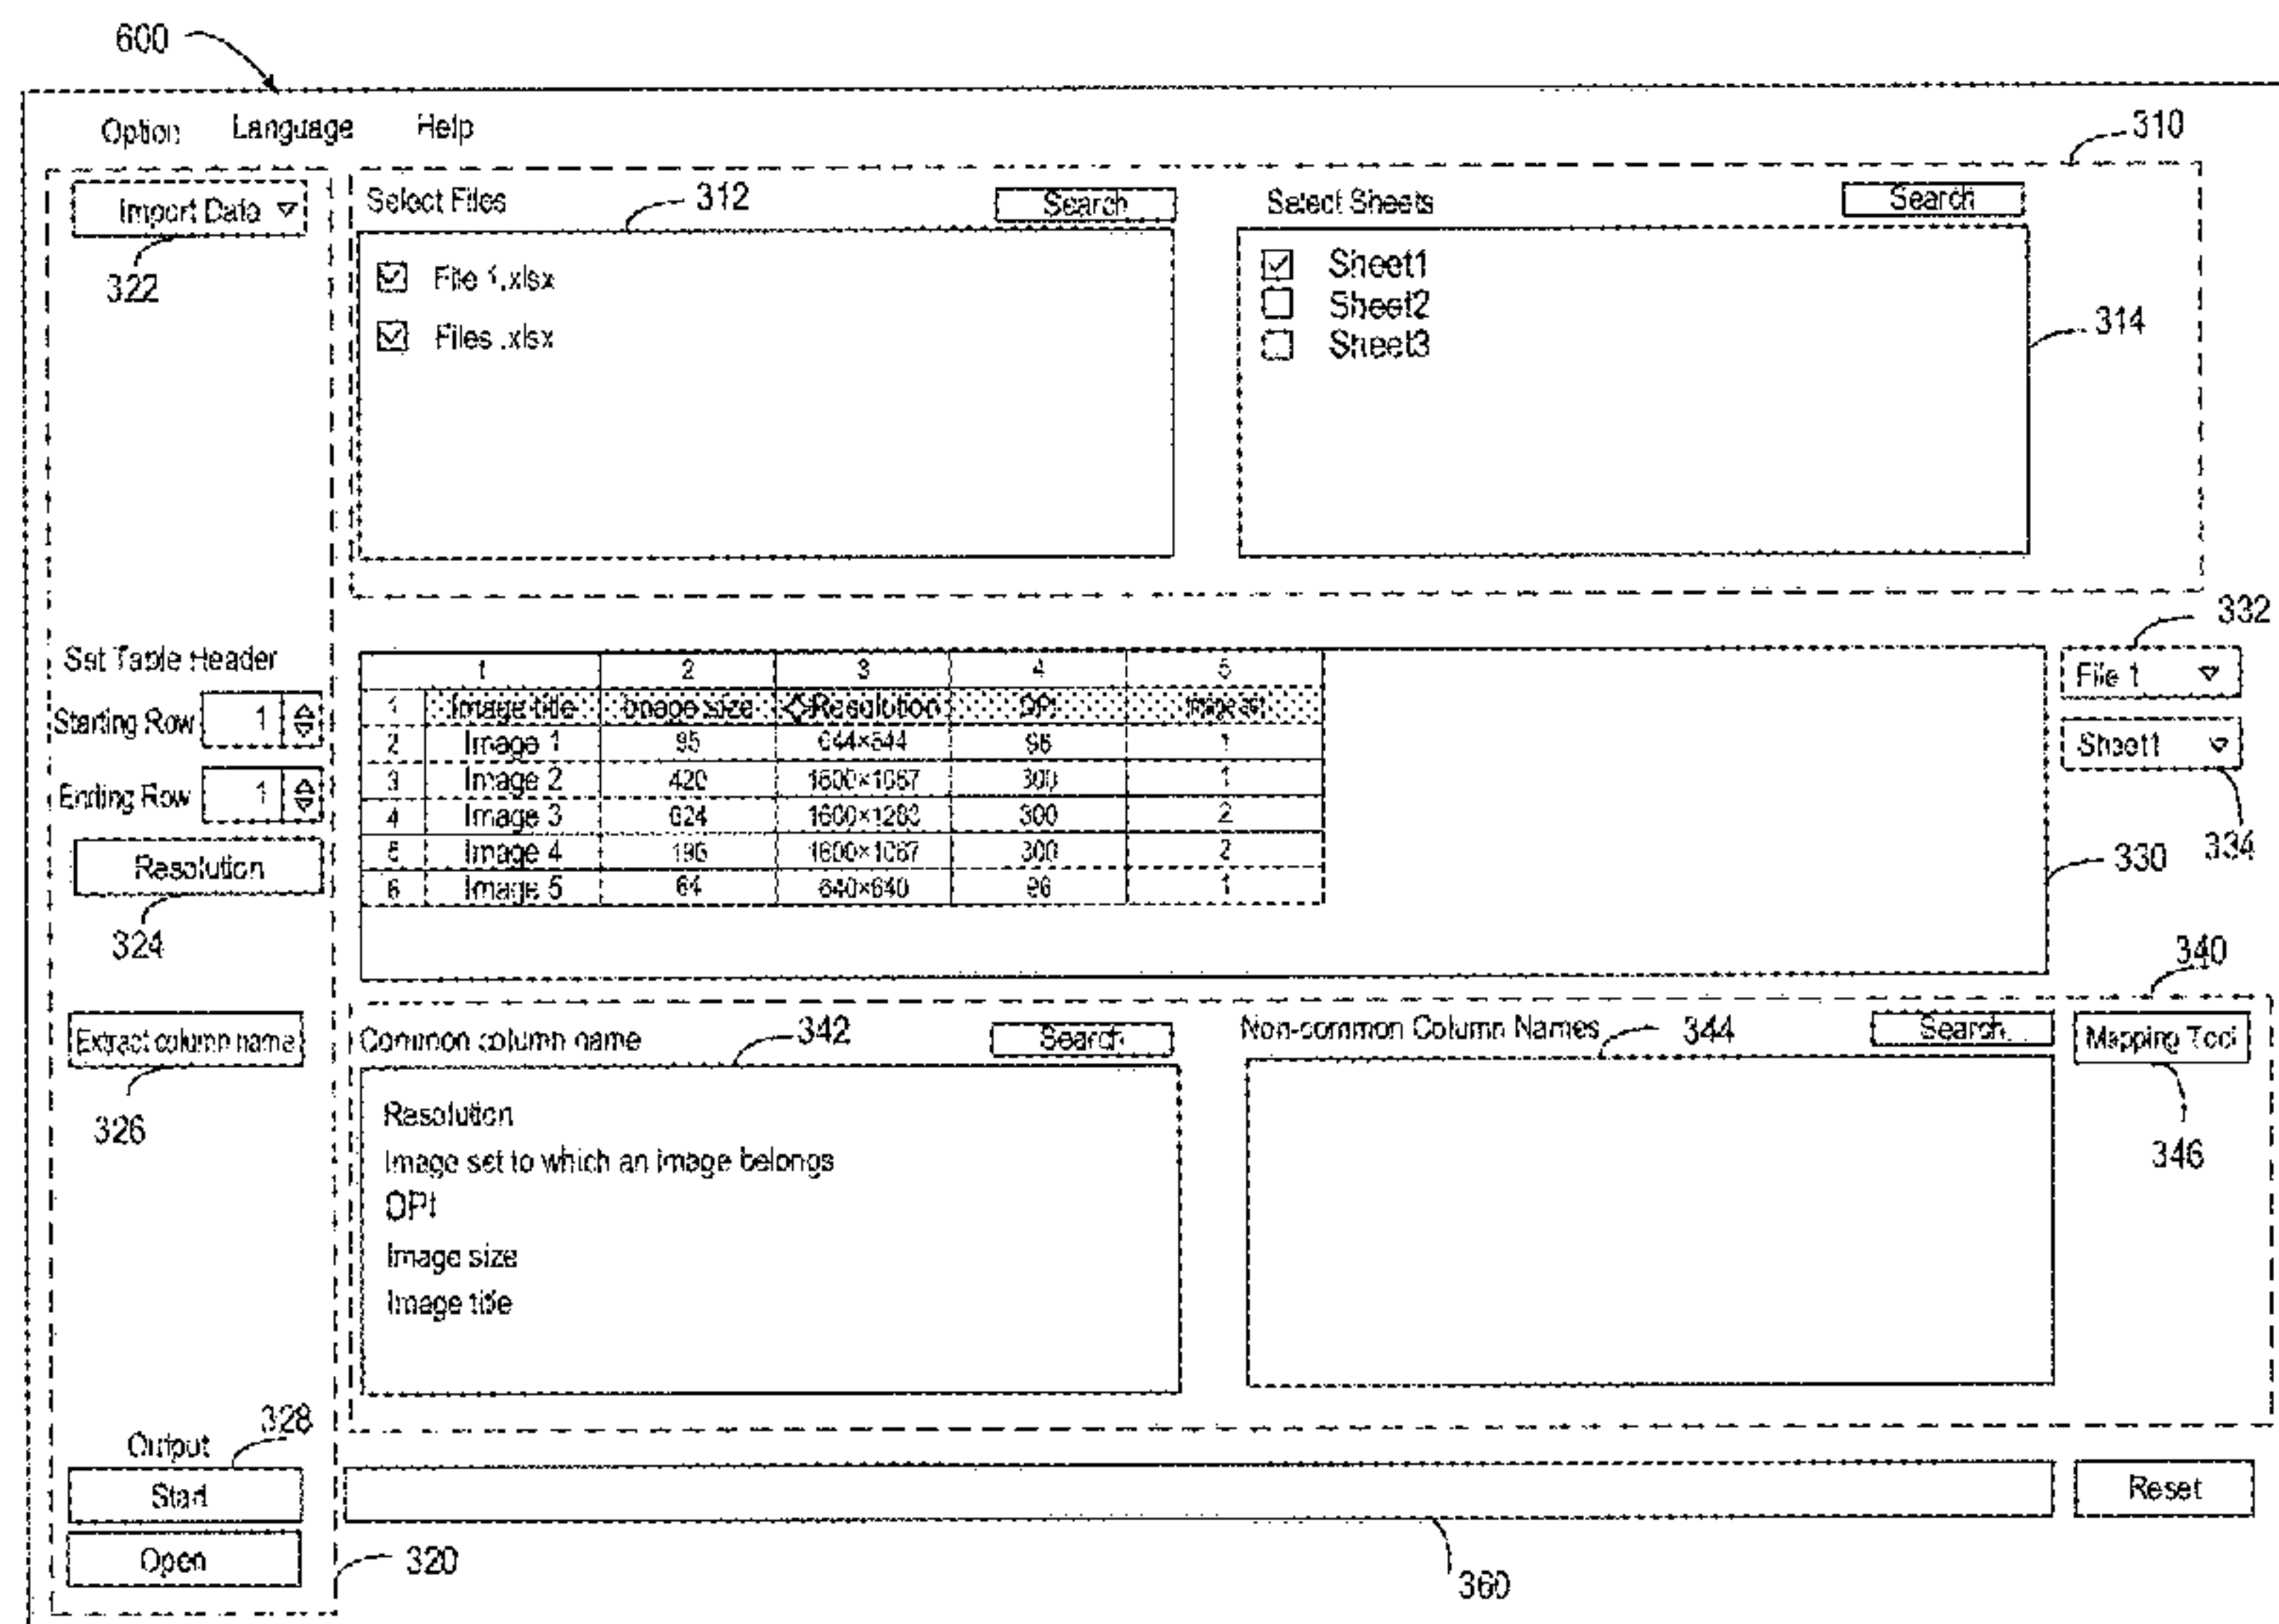 600
Option Language Help
310
Import Data
322
Select Files 312 Search
File 1.xlsx
Files .xlsx
Select Sheets Search
Sheet1
Sheet2
Sheet3
314
332
File 1
Sheet1
334
330
Set Table Header
Starting Row 1
Ending Row 1
Resolution
324
1 2 3 4 5
1 Image title Image size Resolution DPI Image set
2 Image 1 95 644×644 96 1
3 Image 2 420 1600×1067 300 1
4 Image 3 624 1600×1283 300 2
5 Image 4 1600×1067 300 2
6 Image 5 64 640×640 96 1
340
Extract column name
326
Common column name 342 Search
Resolution
Image set to which an image belongs
DPI
Image size
Image title
Non-common Column Names 344 Search
Mapping Tool
346
Output 328
Start
Open
320
360
Reset